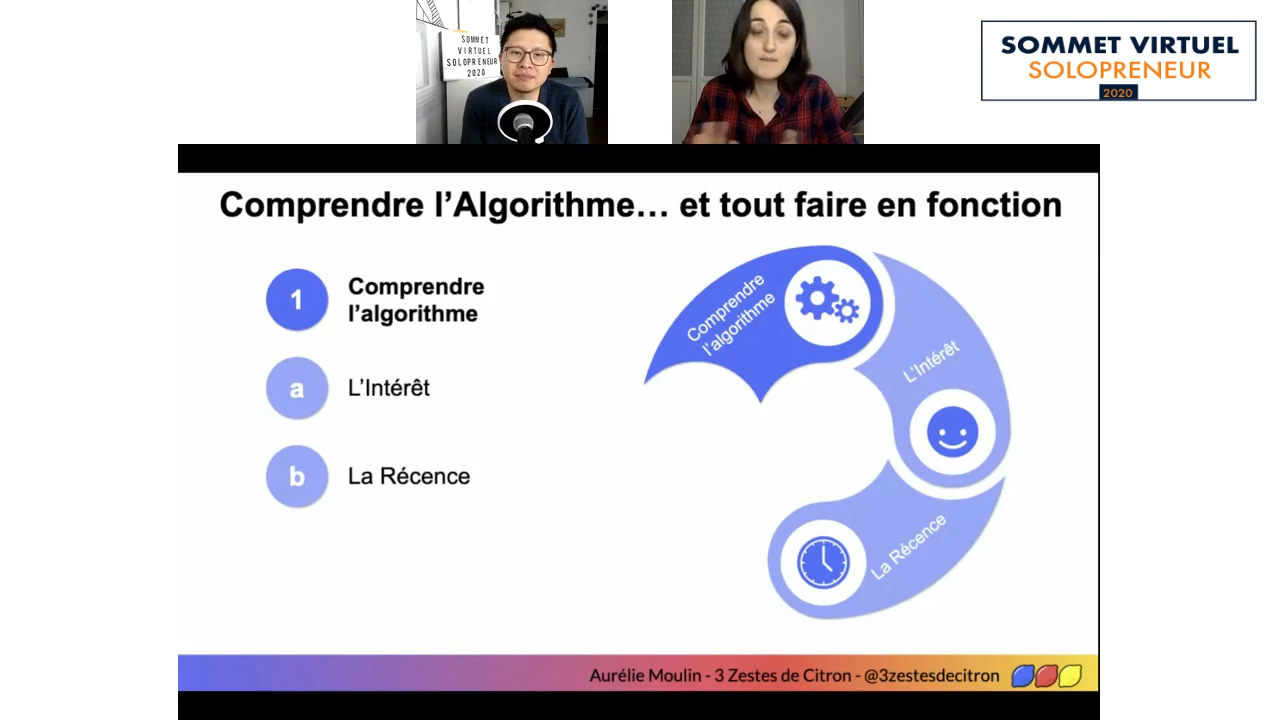 SOMMET
VIRTUEL
SOLOPRENEUR
2020
SOMMET VIRTUEL
SOLOPRENEUR
2020
Comprendre l’Algorithme… et tout faire en fonction
1
Comprendre
l’algorithme
a
L’Intérêt
b
La Récence
Comprendre
l’algorithme
L’Intérêt
La Récence
Aurélie Moulin - 3 Zestes de Citron - @3zestesdecitron